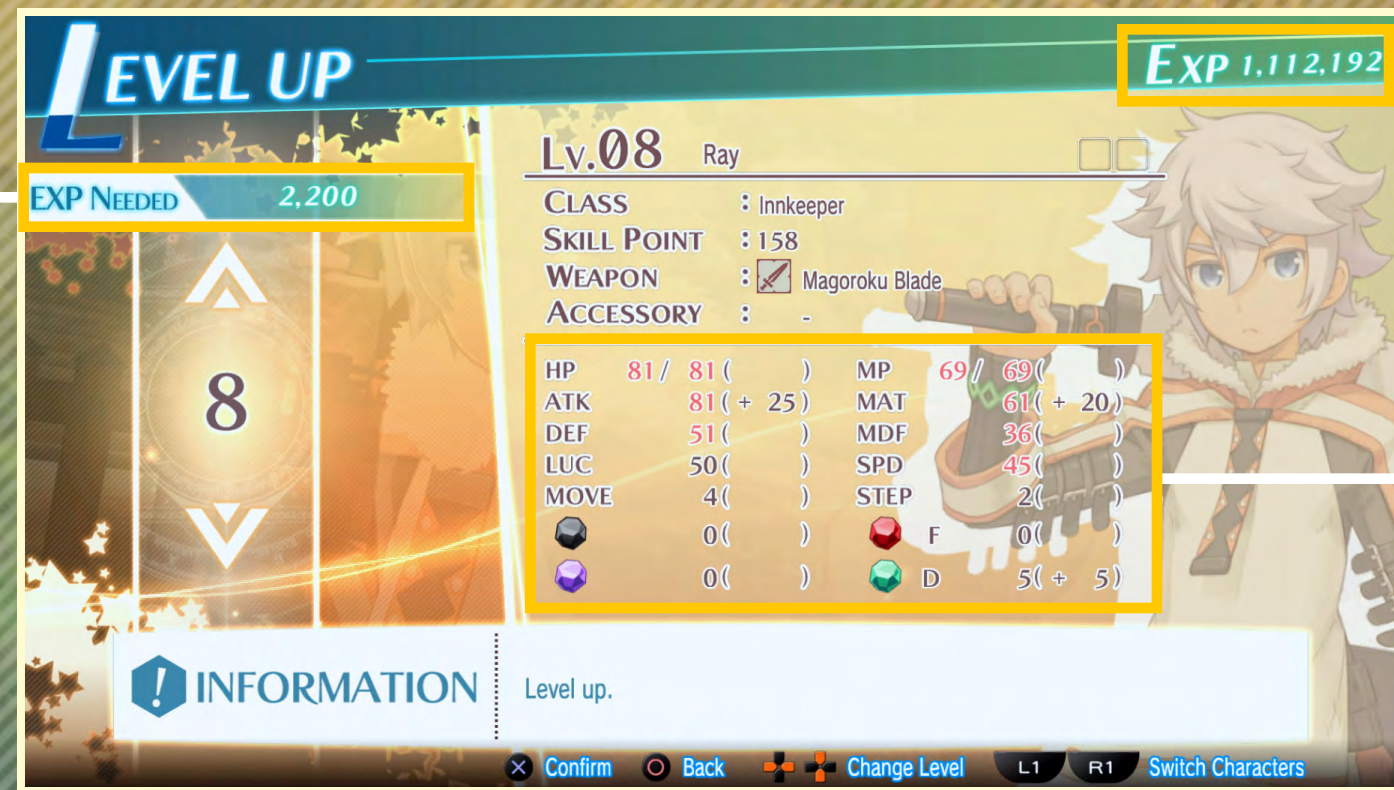 LEVEL UP
EXP 1,112,192
EXP NEEDED 2,200
8
Lv.08 Ray
CLASS : Innkeeper
SKILL POINT : 158
WEAPON : Magoroku Blade
ACCESSORY : -
HP 81/ 81( ) MP 69/ 69( )
ATK 81( + 25) MAT 61( + 20)
DEF 51( ) MDF 36( )
LUC 50( ) SPD 45( )
MOVE 4( ) STEP 2( )
0( ) F 0( )
0( ) D 5( + 5)
! INFORMATION
Level up.
Confirm Back Change Level L1 R1 Switch Characters